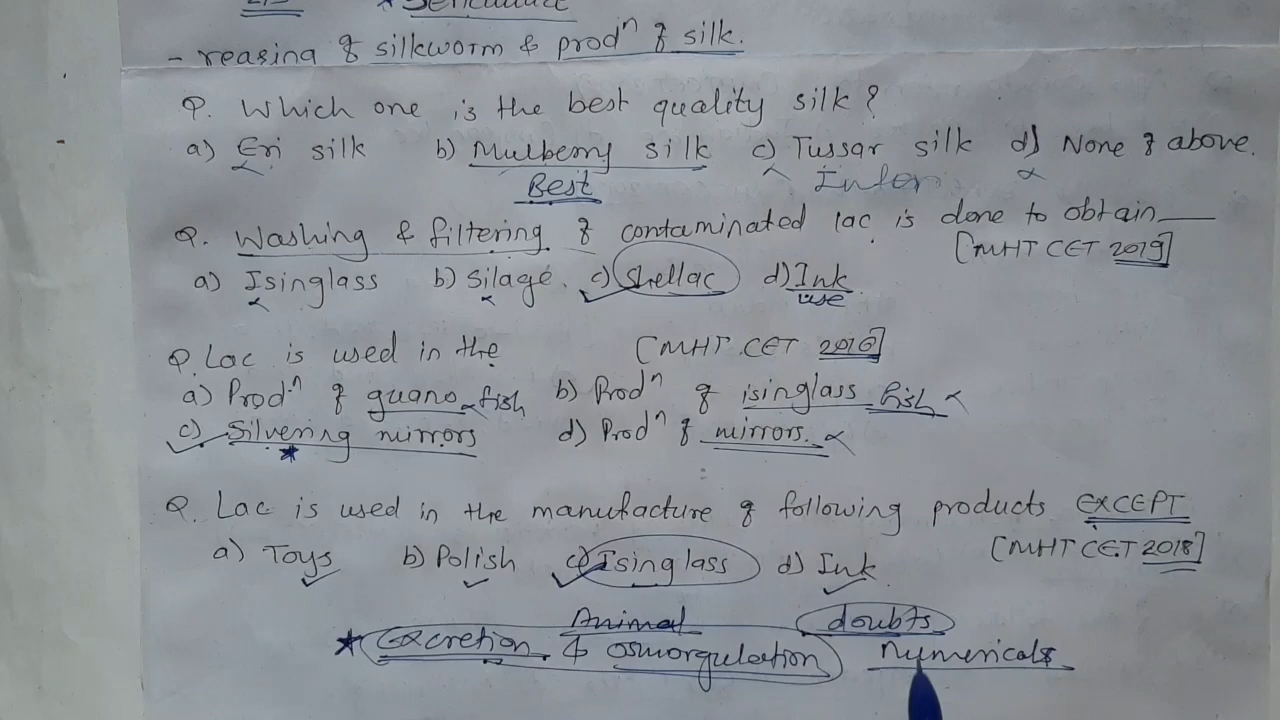 * Sericulture
- reasing of silkworm & prodⁿ of silk.
Q. Which one is the best quality silk?
a) Eri silk b) Mulberry silk c) Tussar silk d) None of above.
Best
Q. Washing & filtering of contaminated lac is done to obtain ____
[MHT CET 2019]
a) Isinglass b) Silage c) Shellac d) Ink
use
Q. Lac is used in the [MHT CET 2016]
a) Prodⁿ of guano fish b) Prodⁿ of isinglass fish
c) Silvering mirrors d) Prodⁿ of mirrors.
Q. Lac is used in the manufacture of following products EXCEPT
[MHT CET 2018]
a) Toys b) Polish c) Isinglass d) Ink
Animal doubts
* Excretion & osmorgulation numericals